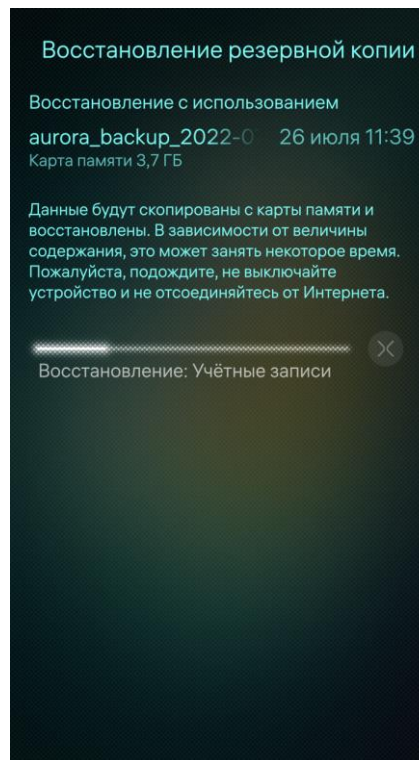 Восстановление резервной копии
Восстановление с использованием
aurora_backup_2022-0 26 июля 11:39
Карта памяти 3,7 ГБ
Данные будут скопированы с карты памяти и
восстановлены. В зависимости от величины
содержания, это может занять некоторое время.
Пожалуйста, подождите, не выключайте
устройство и не отсоединяйтесь от Интернета.
Восстановление: Учётные записи